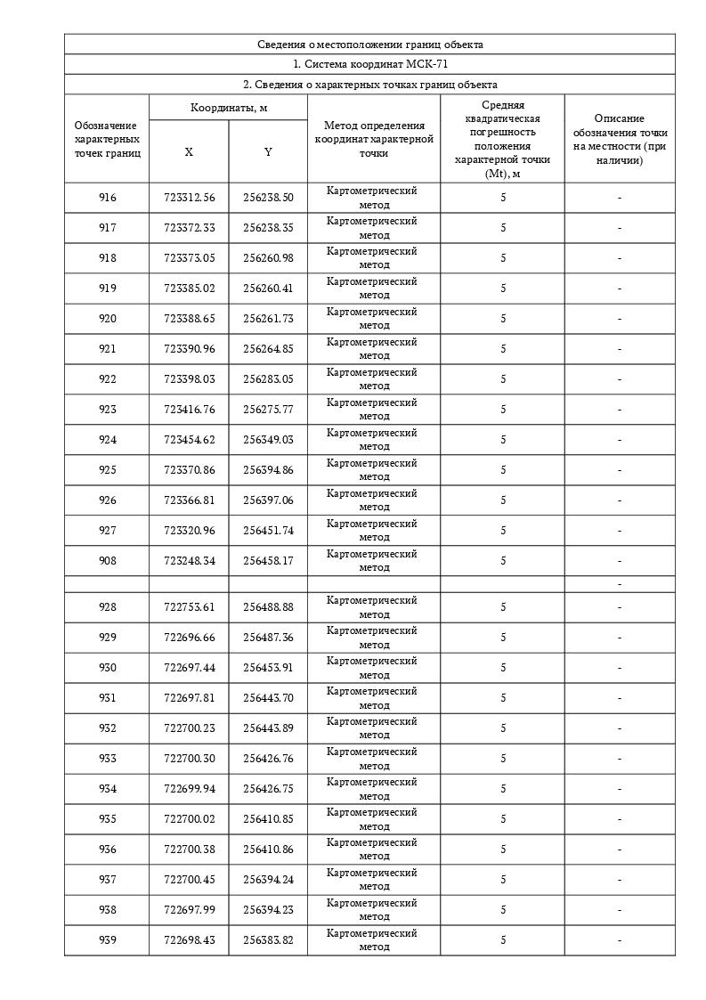 Сведения о местоположении границ объекта
1. Система координат МСК-71
2. Сведения о характерных точках границ объекта
Обозначение
характерных
точек границ
Координаты, м
X
Y
Метод определения
координат характерной
точки
Средняя
квадратическая
погрешность
положения
характерной точки
(Mt), м
Описание
обозначения точки
на местности (при
наличии)
916 723312.56 256238.50 Картометрический
метод 5 -
917 723372.33 256238.35 Картометрический
метод 5 -
918 723373.05 256260.98 Картометрический
метод 5 -
919 723385.02 256260.41 Картометрический
метод 5 -
920 723388.65 256261.73 Картометрический
метод 5 -
921 723390.96 256264.85 Картометрический
метод 5 -
922 723398.03 256283.05 Картометрический
метод 5 -
923 723416.76 256275.77 Картометрический
метод 5 -
924 723454.62 256349.03 Картометрический
метод 5 -
925 723370.86 256394.86 Картометрический
метод 5 -
926 723366.81 256397.06 Картометрический
метод 5 -
927 723320.96 256451.74 Картометрический
метод 5 -
908 723248.34 256458.17 Картометрический
метод 5 -
-
928 722753.61 256488.88 Картометрический
метод 5 -
929 722696.66 256487.36 Картометрический
метод 5 -
930 722697.44 256453.91 Картометрический
метод 5 -
931 722697.81 256443.70 Картометрический
метод 5 -
932 722700.23 256443.89 Картометрический
метод 5 -
933 722700.30 256426.76 Картометрический
метод 5 -
934 722699.94 256426.75 Картометрический
метод 5 -
935 722700.02 256410.85 Картометрический
метод 5 -
936 722700.38 256410.86 Картометрический
метод 5 -
937 722700.45 256394.24 Картометрический
метод 5 -
938 722697.99 256394.23 Картометрический
метод 5 -
939 722698.43 256383.82 Картометрический
метод 5 -